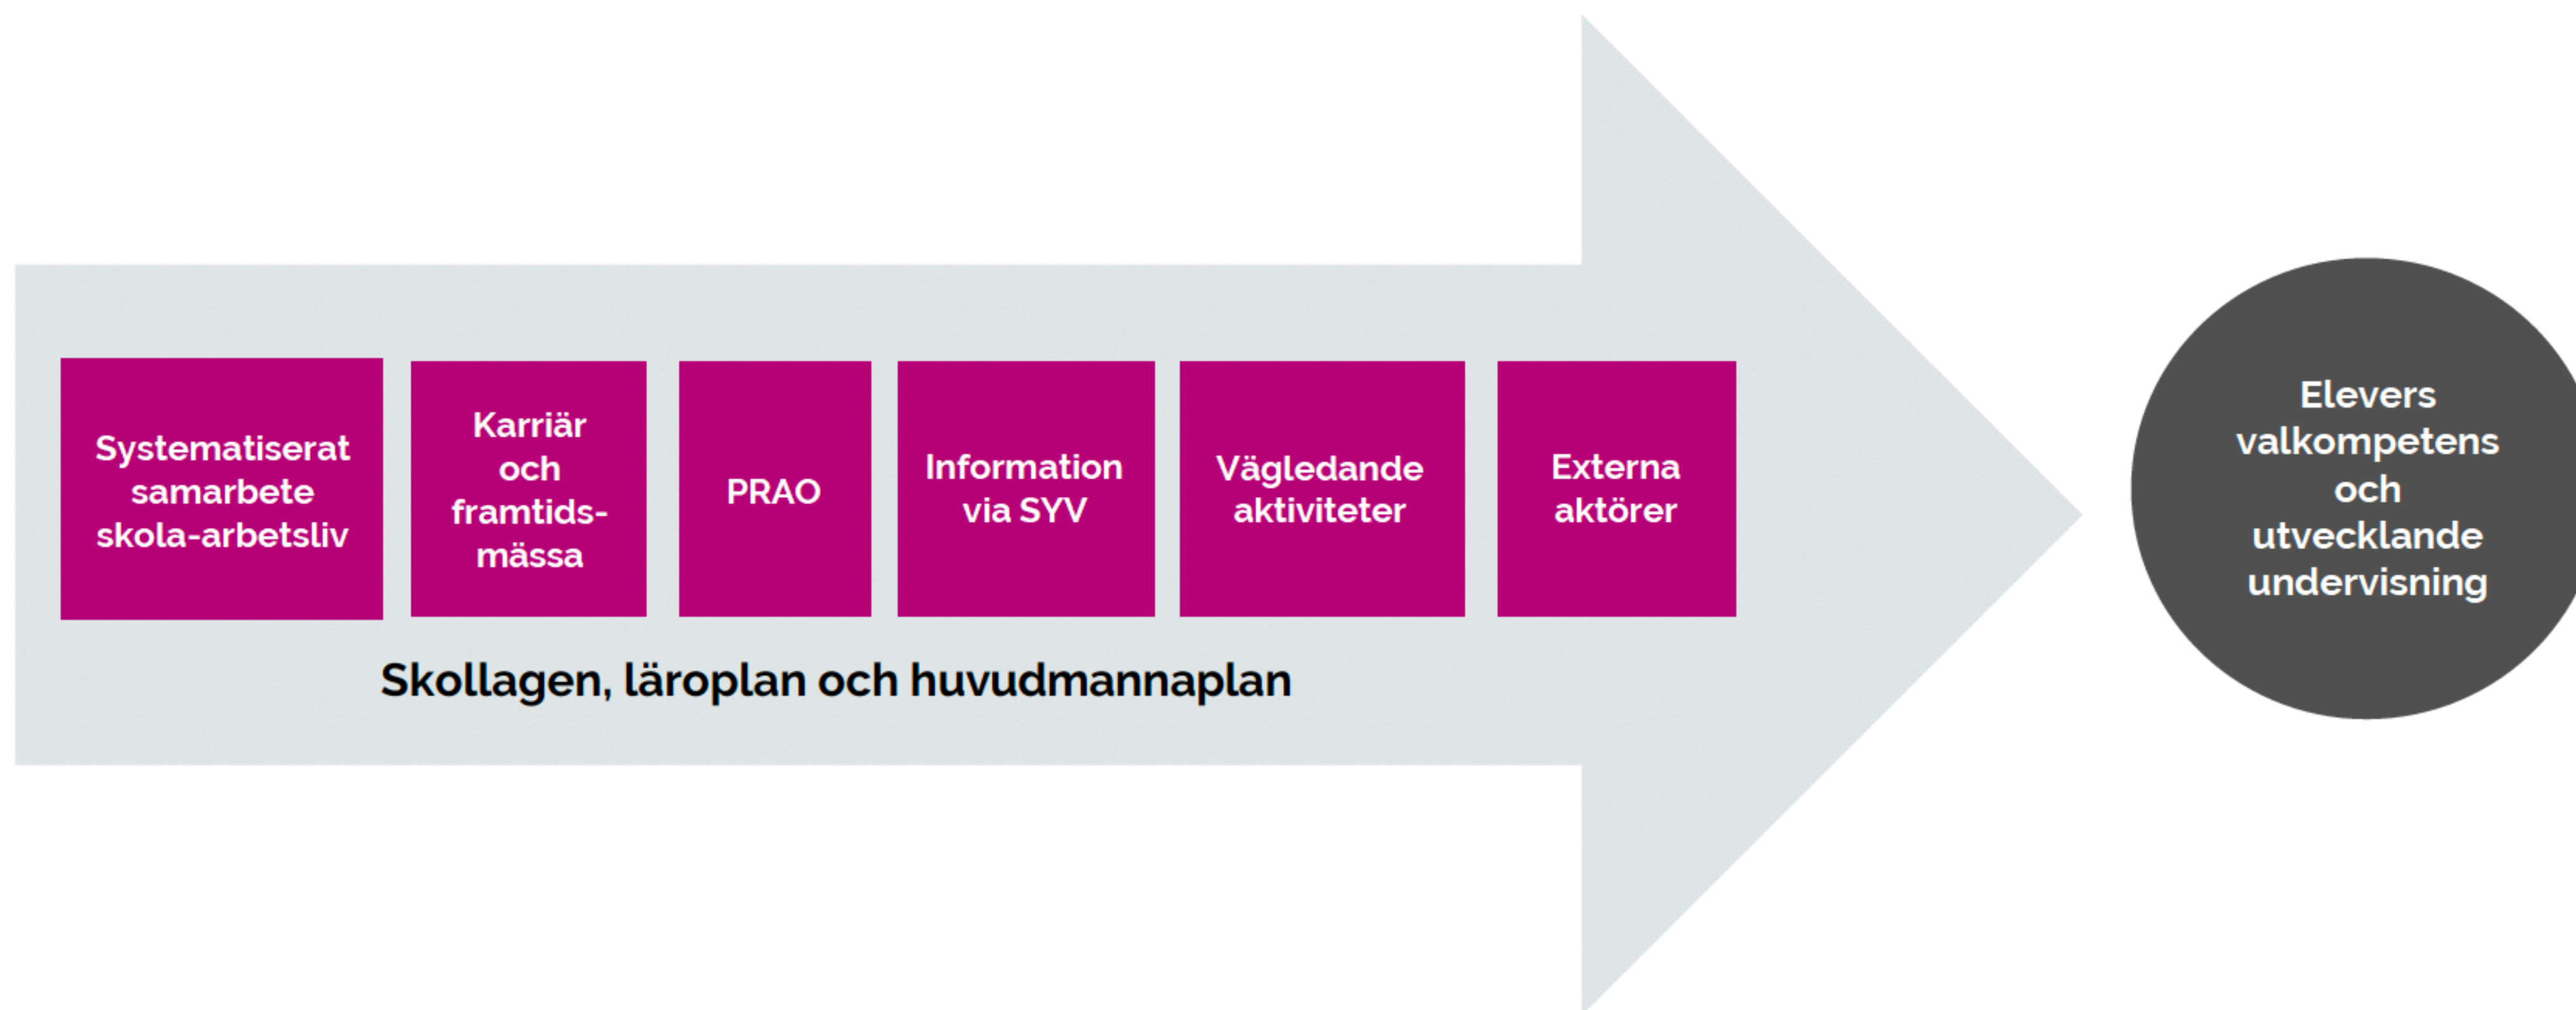 Systematiserat
samarbete
skola-arbetsliv
Karriär
och
framtids-
mässa
PRAO
Information
via SYV
Vägledande
aktiviteter
Externa
aktörer
Skollagen, läroplan och huvudmannaplan
Elevers
valkompetens
och
utvecklande
undervisning